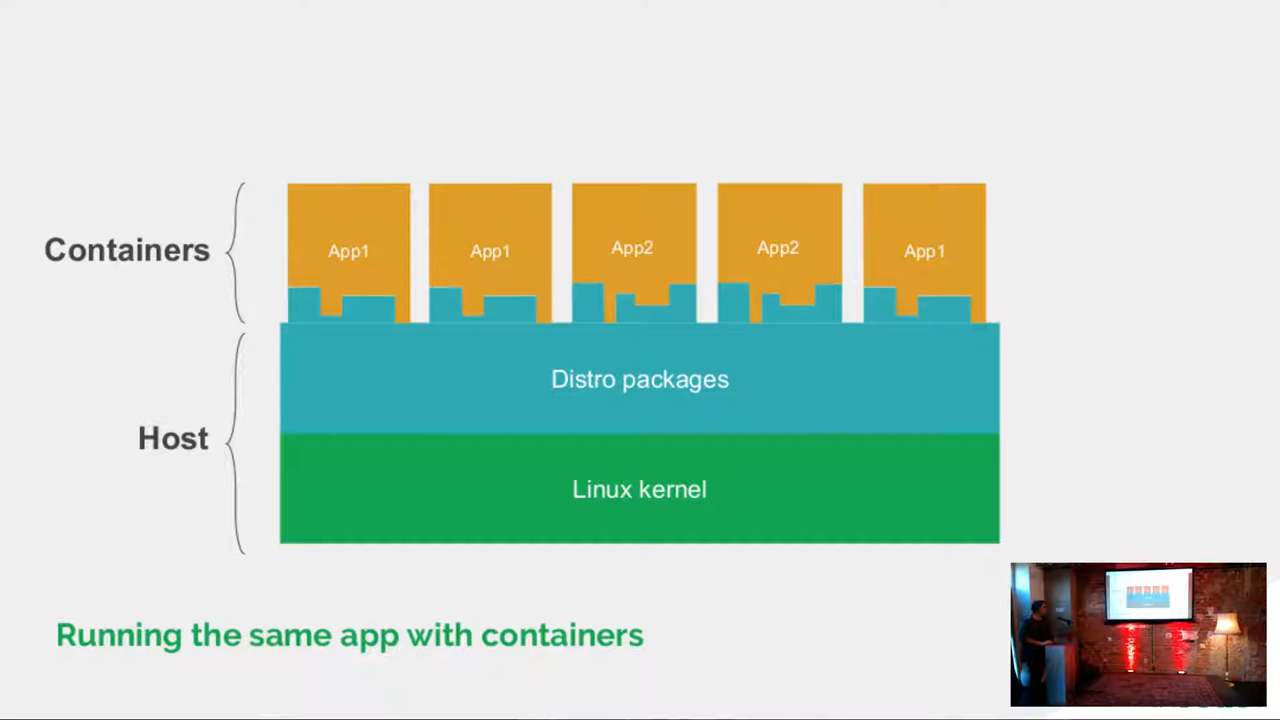 Containers
App1
App1
App2
App2
App1
Distro packages
Host
Linux kernel
Running the same app with containers